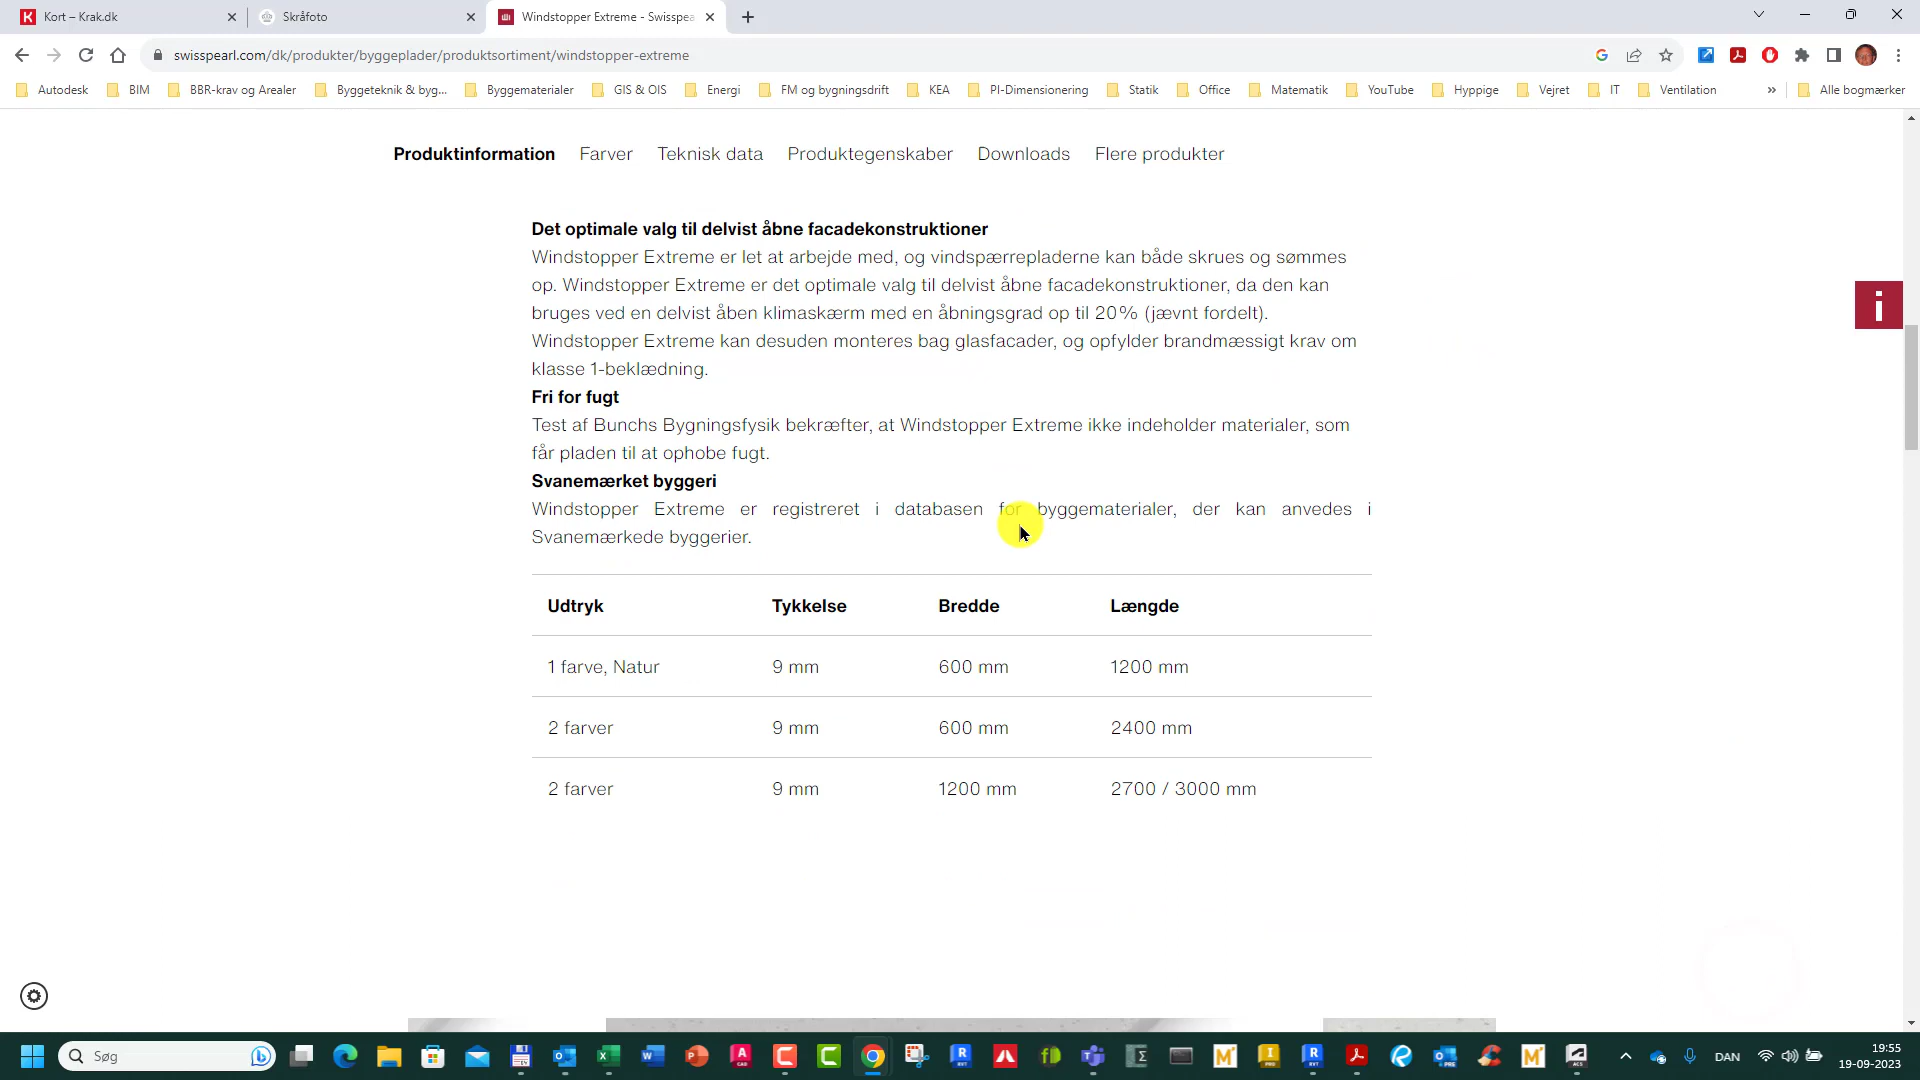 Kort – Krak.dk
Skråfoto
Windstopper Extreme - Swisspea
swisspearl.com/dk/produkter/byggeplader/produktsortiment/windstopper-extreme
Autodesk BIM BBR-krav og Arealer Byggeteknik & byg... Byggematerialer GIS & OIS Energi FM og bygningsdrift KEA PI-Dimensionering Statik Office Matematik YouTube Hyppige Vejret IT Ventilation » Alle bogmærker
Produktinformation Farver Teknisk data Produktegenskaber Downloads Flere produkter
Det optimale valg til delvist åbne facadekonstruktioner
Windstopper Extreme er let at arbejde med, og vindspærrepladerne kan både skrues og sømmes
op. Windstopper Extreme er det optimale valg til delvist åbne facadekonstruktioner, da den kan
bruges ved en delvist åben klimaskærm med en åbningsgrad op til 20% (jævnt fordelt).
Windstopper Extreme kan desuden monteres bag glasfacader, og opfylder brandmæssigt krav om
klasse 1-beklædning.
Fri for fugt
Test af Bunchs Bygningsfysik bekræfter, at Windstopper Extreme ikke indeholder materialer, som
får pladen til at ophobe fugt.
Svanemærket byggeri
Windstopper Extreme er registreret i databasen for byggematerialer, der kan anvedes i
Svanemærkede byggerier.
Udtryk Tykkelse Bredde Længde
1 farve, Natur 9 mm 600 mm 1200 mm
2 farver 9 mm 600 mm 2400 mm
2 farver 9 mm 1200 mm 2700 / 3000 mm
i
Søg
DAN
19:55
19-09-2023